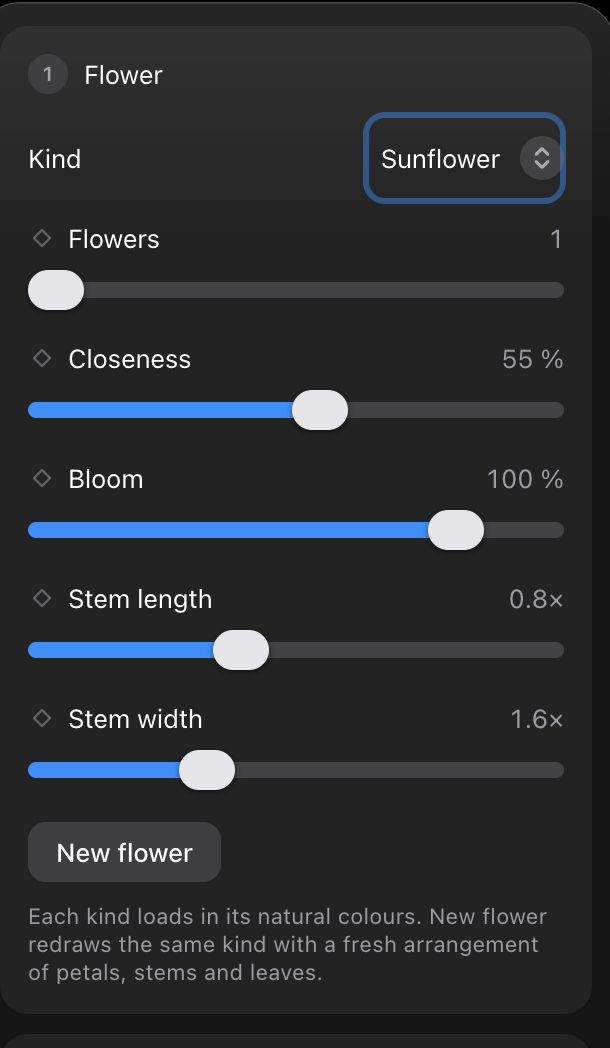 1 Flower
Kind Sunflower
Flowers 1
Closeness 55 %
Bloom 100 %
Stem length 0.8×
Stem width 1.6×
New flower
Each kind loads in its natural colours. New flower
redraws the same kind with a fresh arrangement
of petals, stems and leaves.